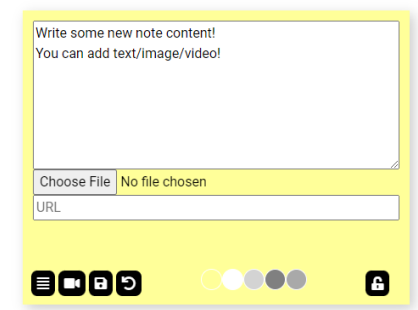 Write some new note content!
You can add text/image/video!
Choose File No file chosen
URL